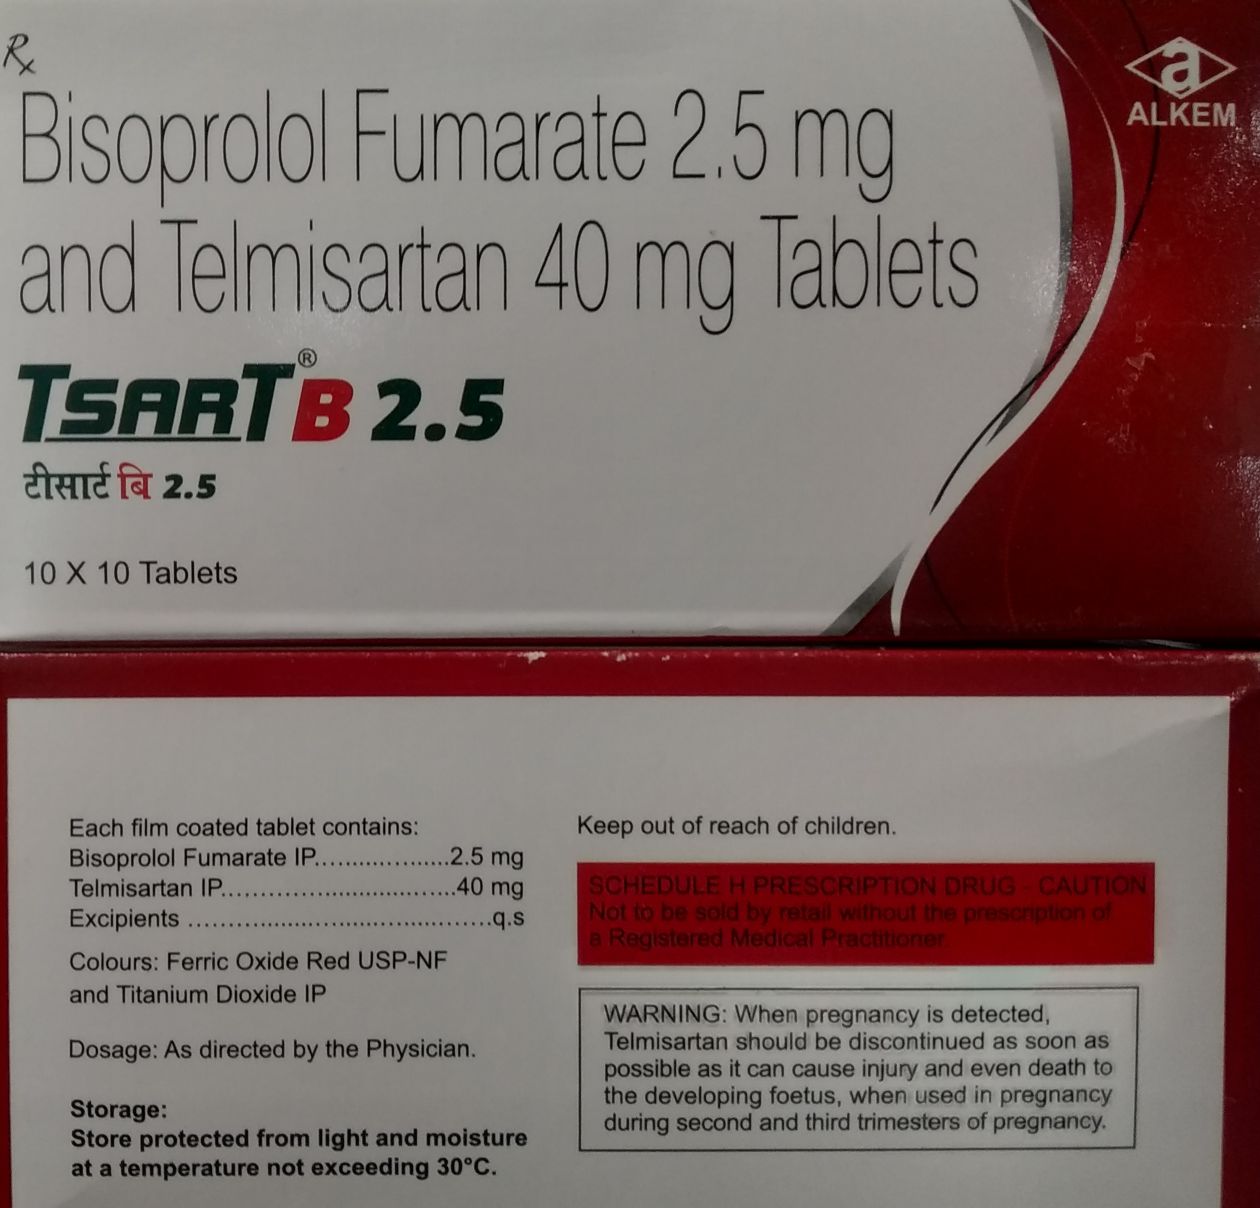 Rx
Bisoprolol Fumarate 2.5 mg
and Telmisartan 40 mg Tablets
TSART® B 2.5
टीसार्ट बि 2.5
10 X 10 Tablets
a
ALKEM
Each film coated tablet contains:
Bisoprolol Fumarate IP...................2.5 mg
Telmisartan IP.................................40 mg
Excipients ...........................................q.s
Colours: Ferric Oxide Red USP-NF
and Titanium Dioxide IP
Dosage: As directed by the Physician.
Storage:
Store protected from light and moisture
at a temperature not exceeding 30°C.
Keep out of reach of children.
SCHEDULE H PRESCRIPTION DRUG - CAUTION
Not to be sold by retail without the prescription of
a Registered Medical Practitioner.
WARNING: When pregnancy is detected,
Telmisartan should be discontinued as soon as
possible as it can cause injury and even death to
the developing foetus, when used in pregnancy
during second and third trimesters of pregnancy.